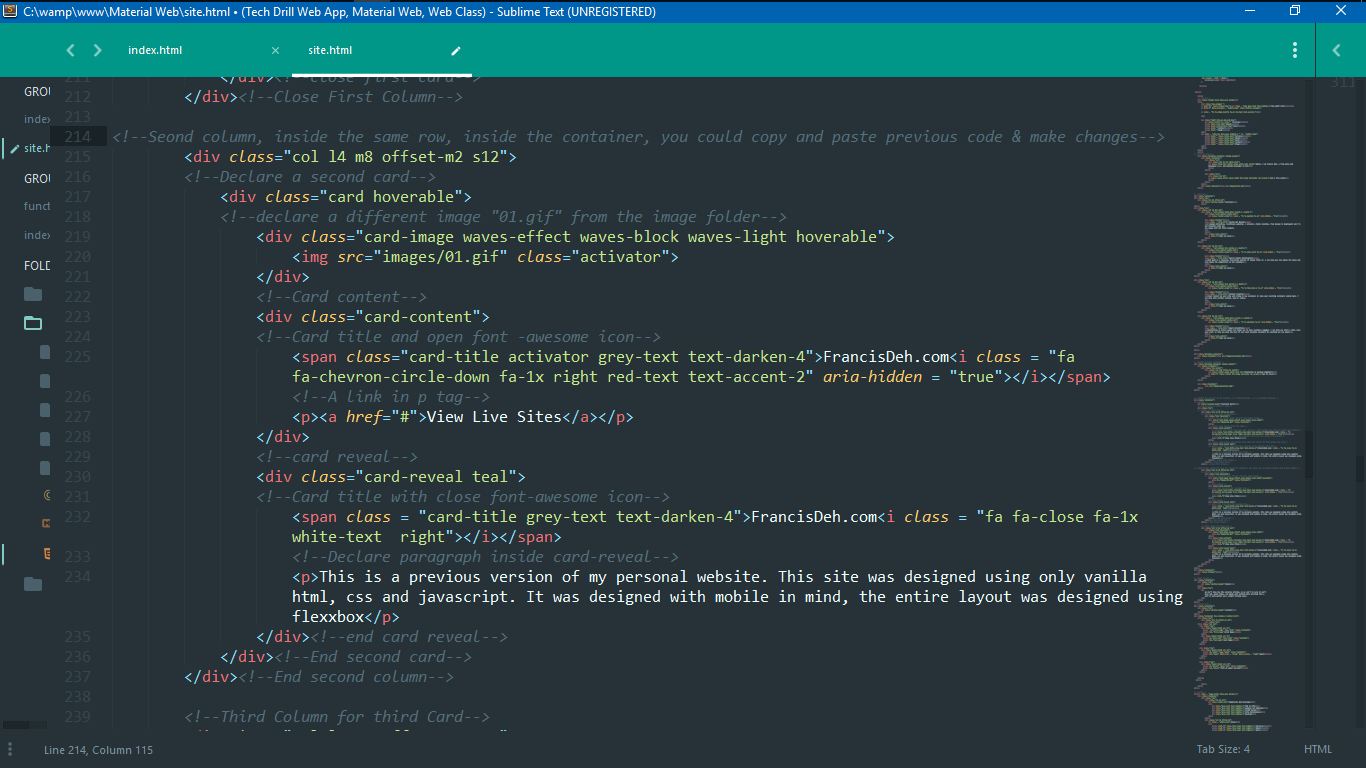 C:\wamp\www\Material Web\site.html • (Tech Drill Web App, Material Web, Web Class) - Sublime Text (UNREGISTERED)
index.html
site.html
GROU
index
site.h
GROU
funct
index
FOLD
211 </div><!--close first card-->
212 </div><!--Close First Column-->
213
214 <!--Seond column, inside the same row, inside the container, you could copy and paste previous code & make changes-->
215 <div class="col l4 m8 offset-m2 s12">
216 <!--Declare a second card-->
217 <div class="card hoverable">
218 <!--declare a different image "01.gif" from the image folder-->
219 <div class="card-image waves-effect waves-block waves-light hoverable">
220 <img src="images/01.gif" class="activator">
221 </div>
222 <!--Card content-->
223 <div class="card-content">
224 <!--Card title and open font -awesome icon-->
225 <span class="card-title activator grey-text text-darken-4">FrancisDeh.com<i class = "fa
fa-chevron-circle-down fa-1x right red-text text-accent-2" aria-hidden = "true"></i></span>
226 <!--A link in p tag-->
227 <p><a href="#">View Live Sites</a></p>
228 </div>
229 <!--card reveal-->
230 <div class="card-reveal teal">
231 <!--Card title with close font-awesome icon-->
232 <span class = "card-title grey-text text-darken-4">FrancisDeh.com<i class = "fa fa-close fa-1x
white-text  right"></i></span>
233 <!--Declare paragraph inside card-reveal-->
234 <p>This is a previous version of my personal website. This site was designed using only vanilla
html, css and javascript. It was designed with mobile in mind, the entire layout was designed using
flexxbox</p>
235 </div><!--end card reveal-->
236 </div><!--End second card-->
237 </div><!--End second column-->
238
239 <!--Third Column for third Card-->
311
Line 214, Column 115
Tab Size: 4
HTML